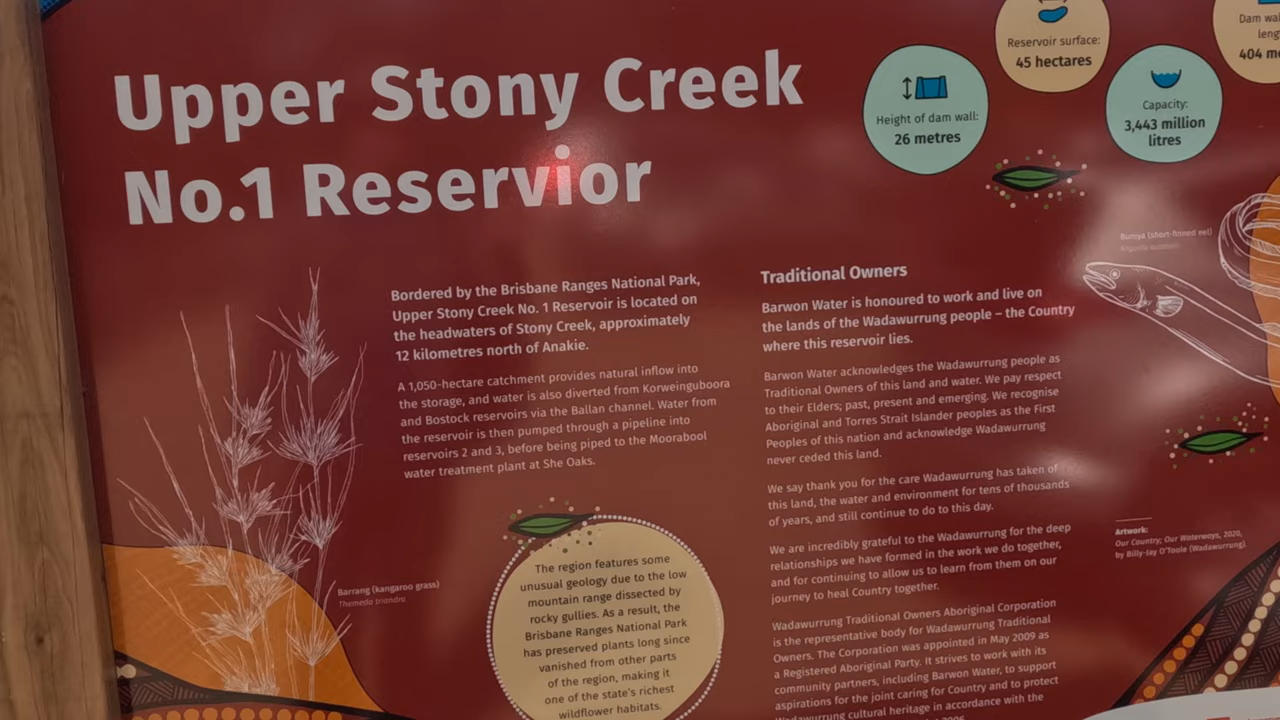 Upper Stony Creek
No.1 Reservior
Reservoir surface:
45 hectares
Height of dam wall:
26 metres
Capacity:
3,443 million
litres
Dam
404
Bordered by the Brisbane Ranges National Park,
Upper Stony Creek No. 1 Reservoir is located on
the headwaters of Stony Creek, approximately
12 kilometres north of Anakie.
A 1,050-hectare catchment provides natural inflow into
the storage, and water is also diverted from Korweinguboora
and Bostock reservoirs via the Ballan channel. Water from
the reservoir is then pumped through a pipeline into
reservoirs 2 and 3, before being piped to the Moorabool
water treatment plant at She Oaks.
Barrang (kangaroo grass)
Themeda triandra
The region features some
unusual geology due to the low
mountain range dissected by
rocky gullies. As a result, the
Brisbane Ranges National Park
has preserved plants long since
vanished from other parts
of the region, making it
one of the state's richest
wildflower habitats.
Traditional Owners
Barwon Water is honoured to work and live on
the lands of the Wadawurrung people – the Country
where this reservoir lies.
Barwon Water acknowledges the Wadawurrung people as
Traditional Owners of this land and water. We pay respect
to their Elders; past, present and emerging. We recognise
Aboriginal and Torres Strait Islander peoples as the First
Peoples of this nation and acknowledge Wadawurrung
never ceded this land.
We say thank you for the care Wadawurrung has taken of
this land, the water and environment for tens of thousands
of years, and still continue to do to this day.
We are incredibly grateful to the Wadawurrung for the deep
relationships we have formed in the work we do together,
and for continuing to allow us to learn from them on our
journey to heal Country together.
Wadawurrung Traditional Owners Aboriginal Corporation
is the representative body for Wadawurrung Traditional
Owners. The Corporation was appointed in May 2009 as
a Registered Aboriginal Party. It strives to work with its
community partners, including Barwon Water, to support
aspirations for the joint caring for Country and to protect
Wadawurrung cultural heritage in accordance with the
Bunya (short-finned eel)
Artwork:
Our Country; Our Waterways, 2020,
by Billy-Jay O'Toole (Wadawurrung).